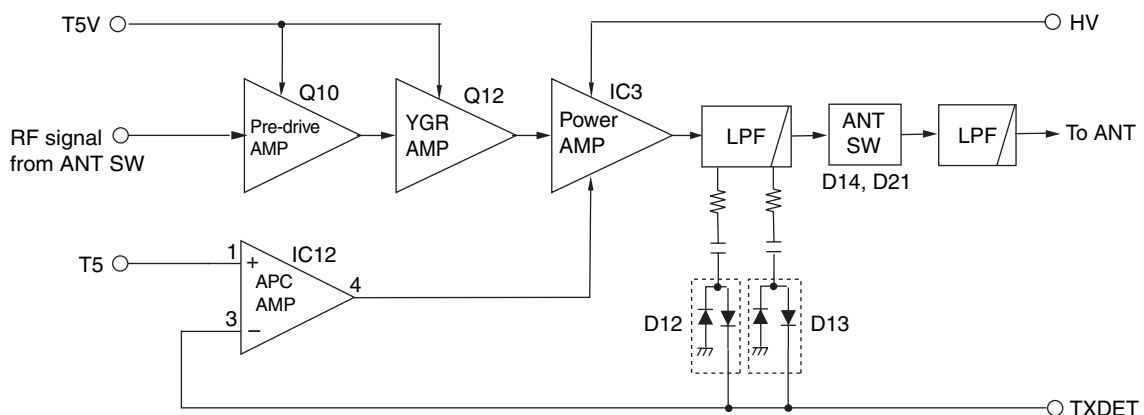 T5V
HV
Q10
Q12
IC3
RF signal
from ANT SW
Pre-drive
AMP
YGR
AMP
Power
AMP
LPF
ANT
SW
LPF
To ANT
D14, D21
T5
1
+
IC12
APC
AMP
4
3
−
D12
D13
TXDET